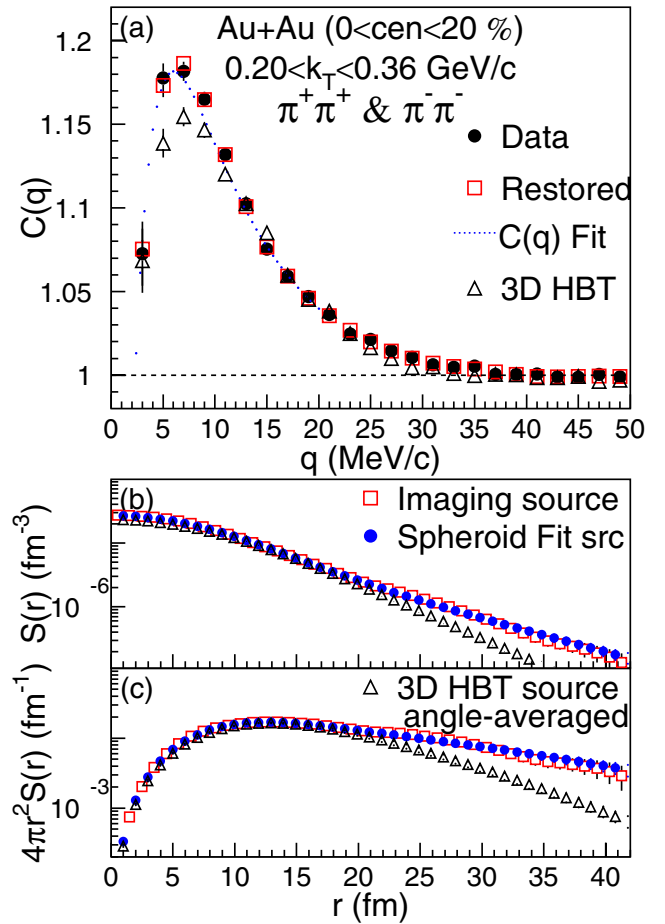 (a)
Au+Au (0<cen<20 %)
0.20<k_T<0.36 GeV/c
π⁺π⁺ & π⁻π⁻
Data
Restored
C(q) Fit
3D HBT
C(q)
1.2
1.15
1.1
1.05
1
0 5 10 15 20 25 30 35 40 45 50
q (MeV/c)
(b)
Imaging source
Spheroid Fit src
S(r) (fm⁻³)
10⁻⁶
(c)
3D HBT source
angle-averaged
4πr²S(r) (fm⁻¹)
10⁻³
0 5 10 15 20 25 30 35 40
r (fm)